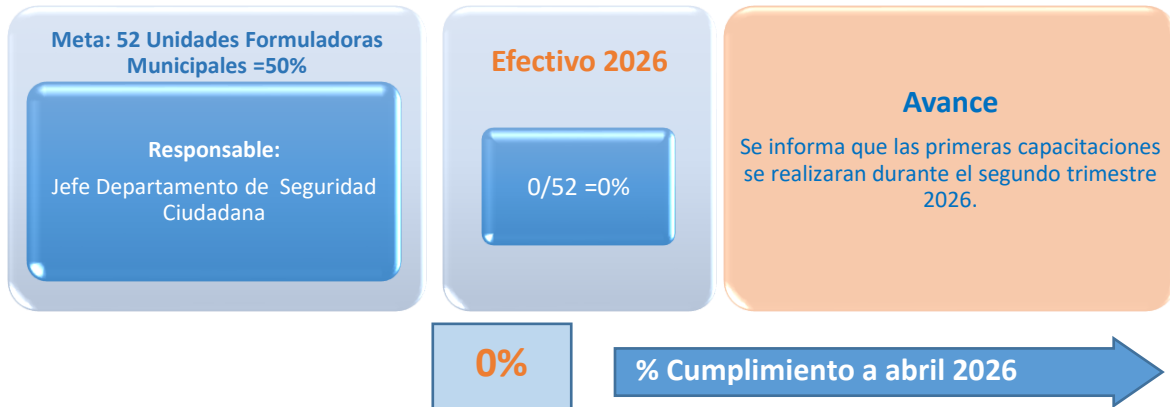 Meta: 52 Unidades Formuladoras
Municipales =50%
Responsable:
Jefe Departamento de Seguridad
Ciudadana
Efectivo 2026
0/52 =0%
Avance
Se informa que las primeras capacitaciones
se realizaran durante el segundo trimestre
2026.
0%
% Cumplimiento a abril 2026